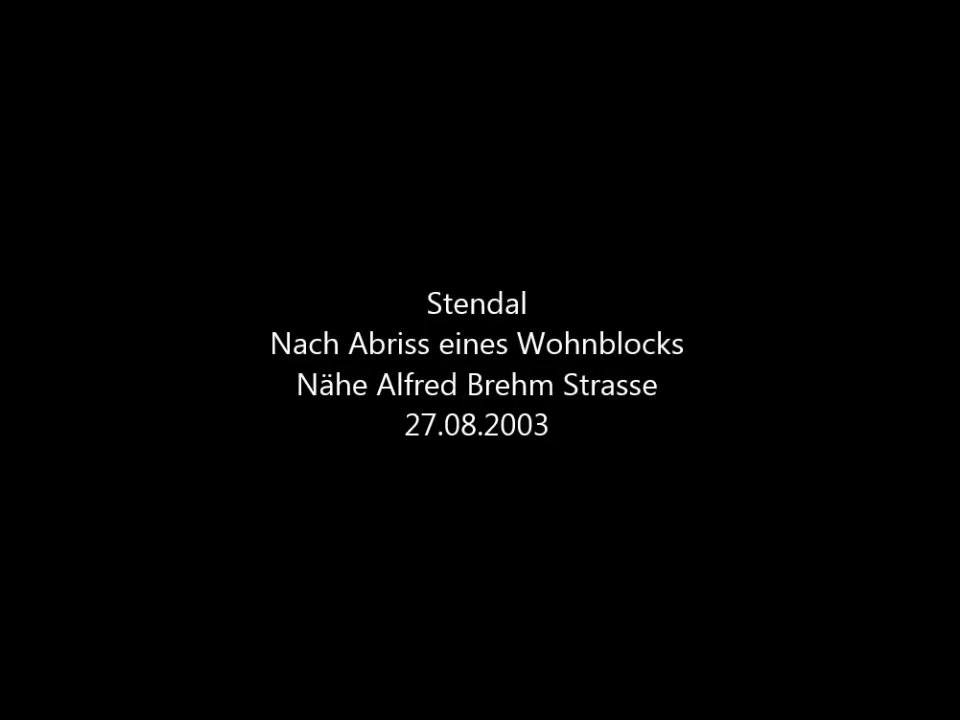 Stendal
Nach Abriss eines Wohnblocks
Nähe Alfred Brehm Strasse
27.08.2003